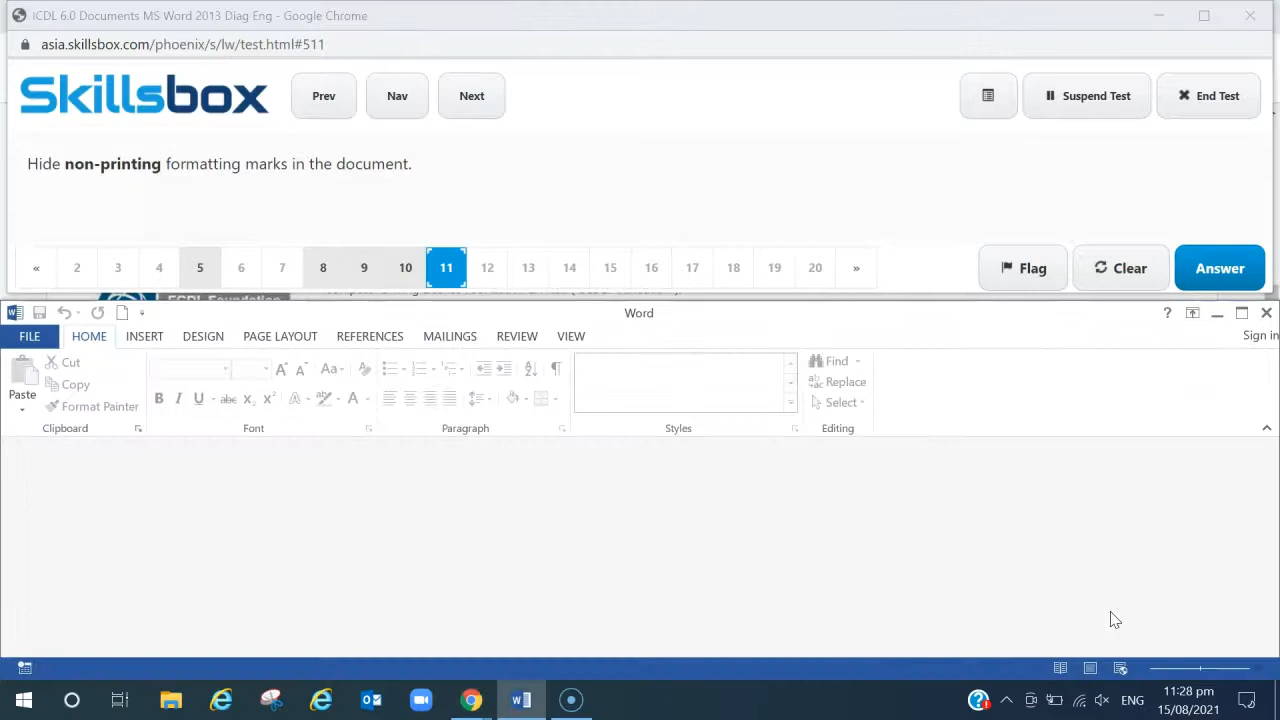 ICDL 6.0 Documents MS Word 2013 Diag Eng - Google Chrome
asia.skillsbox.com/phoenix/s/lw/test.html#511
Skillsbox Prev Nav Next Suspend Test End Test
Hide non-printing formatting marks in the document.
« 2 3 4 5 6 7 8 9 10 11 12 13 14 15 16 17 18 19 20 » Flag Clear Answer
Word
FILE HOME INSERT DESIGN PAGE LAYOUT REFERENCES MAILINGS REVIEW VIEW Sign in
Cut Find
Copy Replace
Paste Format Painter Select
Clipboard Font Paragraph Styles Editing
ENG 11:28 pm
15/08/2021